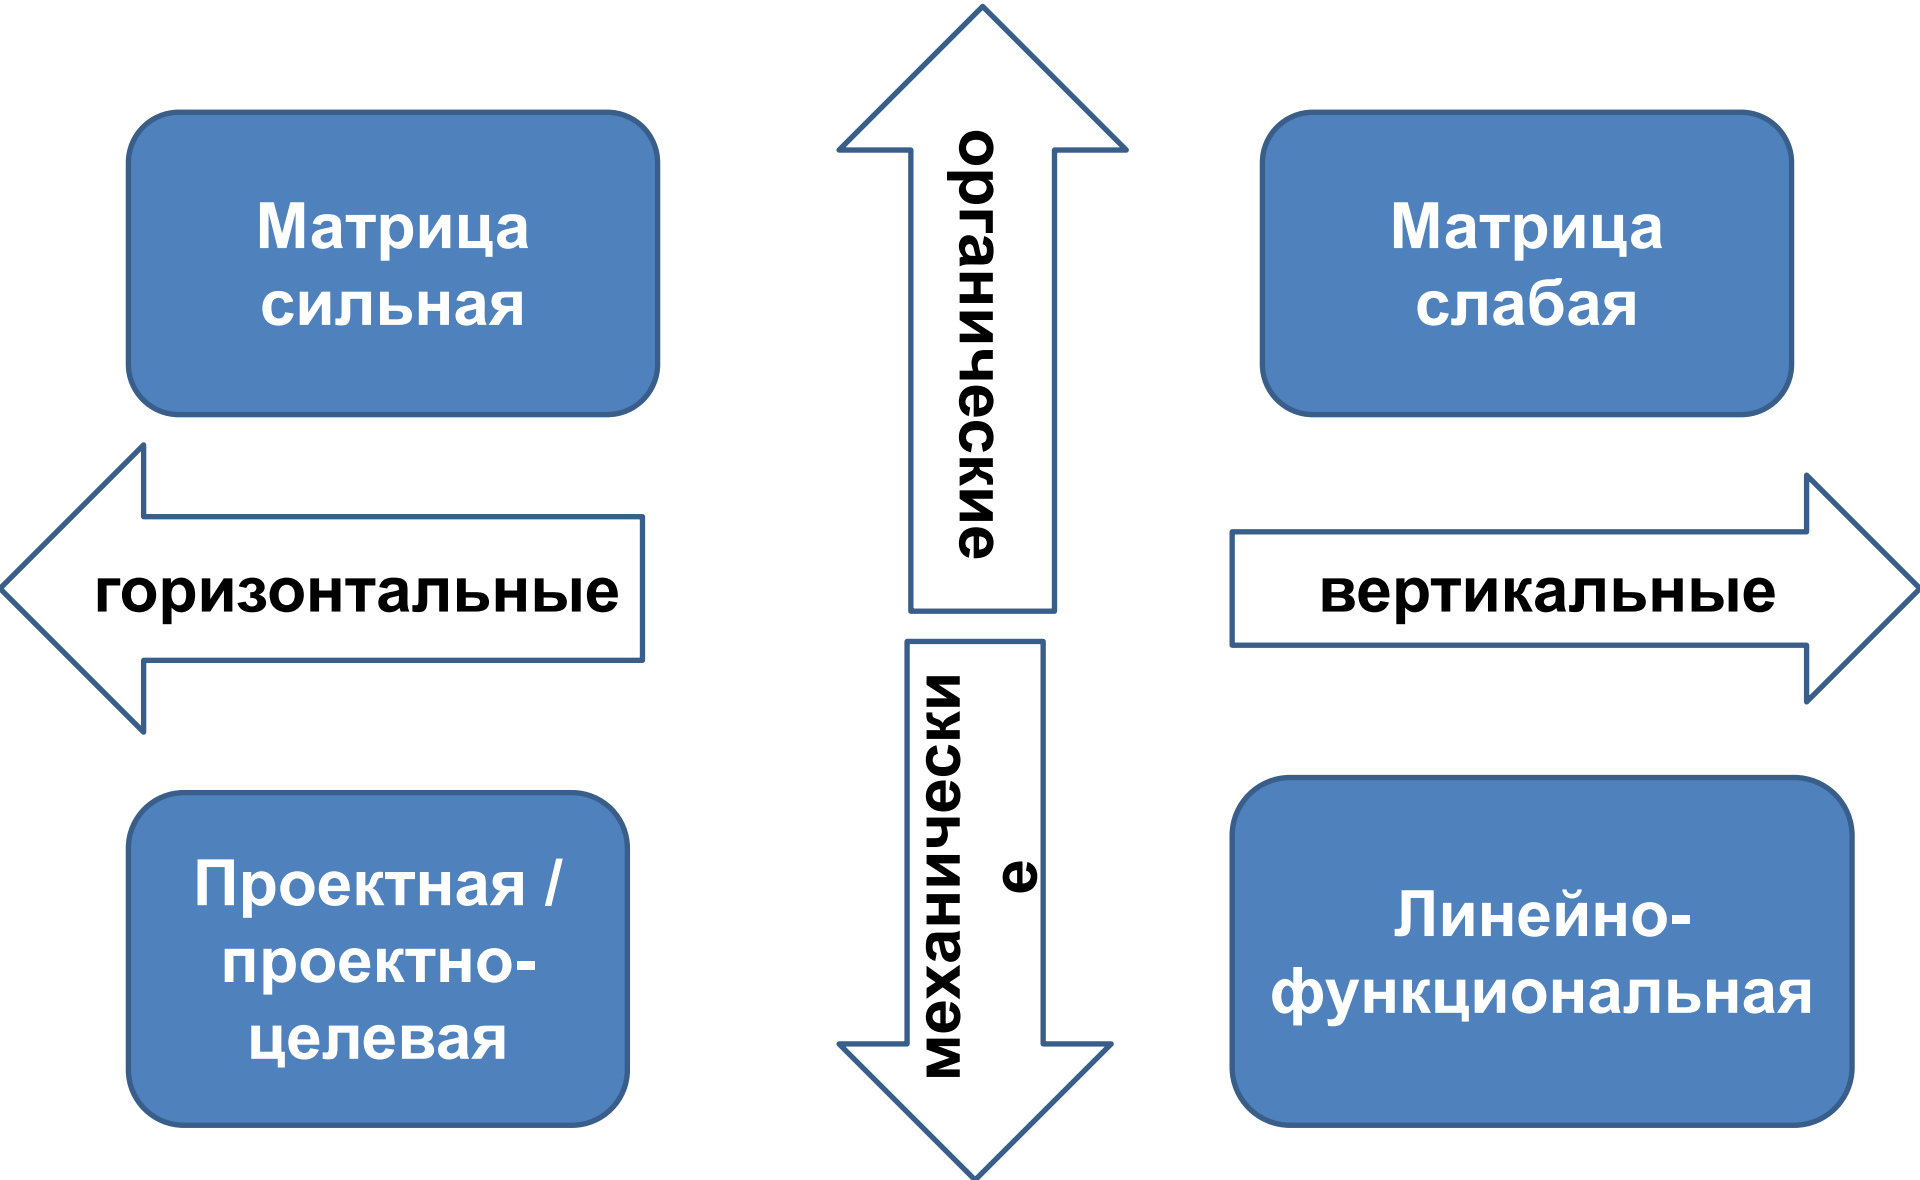 Матрица
сильная
органические
Матрица
слабая
горизонтальные
вертикальные
механически
е
Проектная /
проектно-
целевая
Линейно-
функциональная